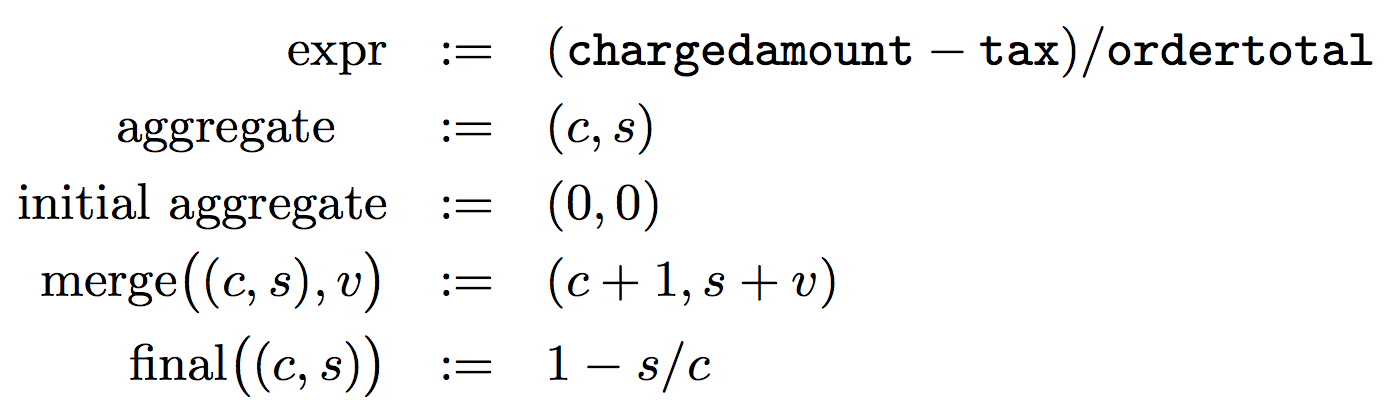 expr := (chargedamount − tax)/ordertotal
aggregate := (c, s)
initial aggregate := (0, 0)
merge((c, s), v) := (c + 1, s + v)
final((c, s)) := 1 − s/c